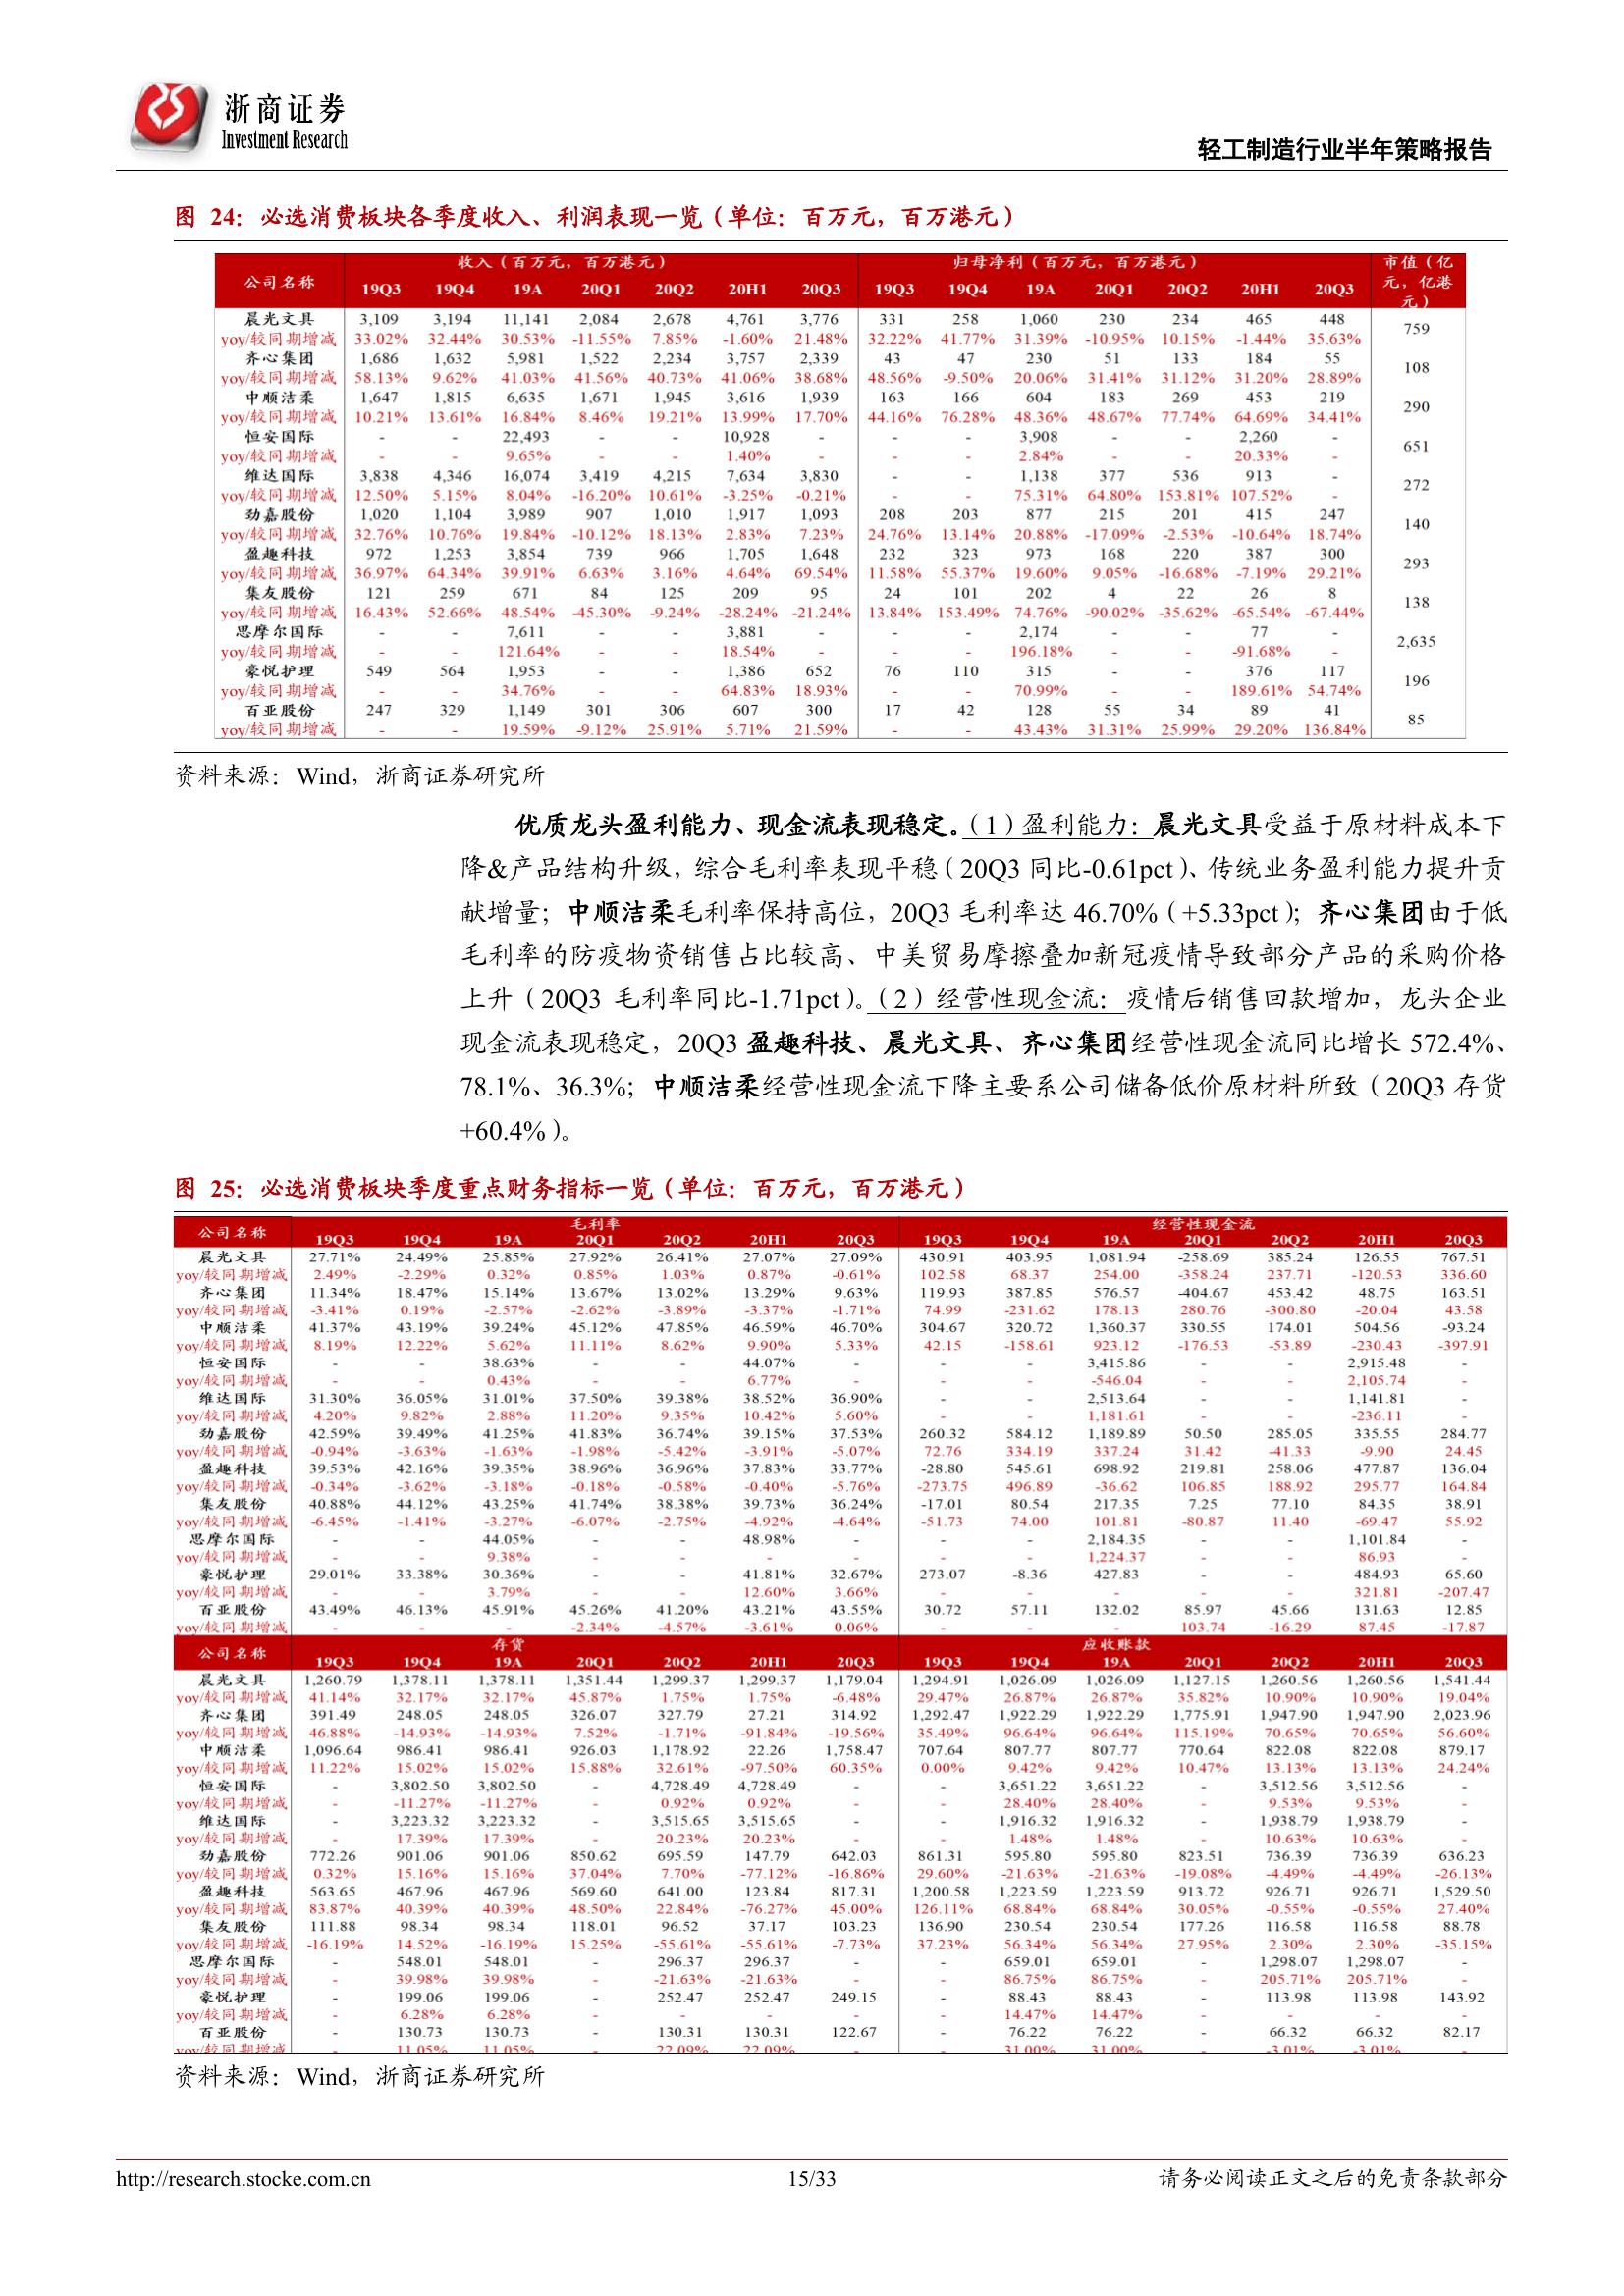 浙商证券
Investment Research
轻工制造行业半年策略报告
图 24：必选消费板块各季度收入、利润表现一览（单位：百万元，百万港元）
公司名称 收入（百万元，百万港元） 归母净利（百万元，百万港元） 市值（亿元，亿港元）
19Q3 19Q4 19A 20Q1 20Q2 20H1 20Q3 19Q3 19Q4 19A 20Q1 20Q2 20H1 20Q3
晨光文具 3,109 3,194 11,141 2,084 2,678 4,761 3,776 331 258 1,060 230 234 465 448 759
yoy/较同期增减 33.02% 32.44% 30.53% -11.55% 7.85% -1.60% 21.48% 32.22% 41.77% 31.39% -10.95% 10.15% -1.44% 35.63%
齐心集团 1,686 1,632 5,981 1,522 2,234 3,757 2,339 43 47 230 51 133 184 55 108
yoy/较同期增减 58.13% 9.62% 41.03% 41.56% 40.73% 41.06% 38.68% 48.56% -9.50% 20.06% 31.41% 31.12% 31.20% 28.89%
中顺洁柔 1,647 1,815 6,635 1,671 1,945 3,616 1,939 163 166 604 183 269 453 219 290
yoy/较同期增减 10.21% 13.61% 16.84% 8.46% 19.21% 13.99% 17.70% 44.16% 76.28% 48.36% 48.67% 77.74% 64.69% 34.41%
恒安国际 - - 22,493 - - 10,928 - - - 3,908 - - 2,260 - 651
yoy/较同期增减 - - 9.65% - - 1.40% - - - 2.84% - - 20.33% -
维达国际 3,838 4,346 16,074 3,419 4,215 7,634 3,830 - - 1,138 377 536 913 - 272
yoy/较同期增减 12.50% 5.15% 8.04% -16.20% 10.61% -3.25% -0.21% - - 75.31% 64.80% 153.81% 107.52% -
劲嘉股份 1,020 1,104 3,989 907 1,010 1,917 1,093 208 203 877 215 201 415 247 140
yoy/较同期增减 32.76% 10.76% 19.84% -10.12% 18.13% 2.83% 7.23% 24.76% 13.14% 20.88% -17.09% -2.53% -10.64% 18.74%
盈趣科技 972 1,253 3,854 739 966 1,705 1,648 232 323 973 168 220 387 300 293
yoy/较同期增减 36.97% 64.34% 39.91% 6.63% 3.16% 4.64% 69.54% 11.58% 55.37% 19.60% 9.05% -16.68% -7.19% 29.21%
集友股份 121 259 671 84 125 209 95 24 101 202 4 22 26 8 138
yoy/较同期增减 16.43% 52.66% 48.54% -45.30% -9.24% -28.24% -21.24% 13.84% 153.49% 74.76% -90.02% -35.62% -65.54% -67.44%
思摩尔国际 - - 7,611 - - 3,881 - - - 2,174 - - 77 - 2,635
yoy/较同期增减 - - 121.64% - - 18.54% - - - 196.18% - - -91.68% -
豪悦护理 549 564 1,953 - - 1,386 652 76 110 315 - - 376 117 196
yoy/较同期增减 - - 34.76% - - 64.83% 18.93% - - 70.99% - - 189.61% 54.74%
百亚股份 247 329 1,149 301 306 607 300 17 42 128 55 34 89 41 85
yoy/较同期增减 - - 19.59% -9.12% 25.91% 5.71% 21.59% - - 43.43% 31.31% 25.99% 29.20% 136.84%
资料来源：Wind，浙商证券研究所
优质龙头盈利能力、现金流表现稳定。（1）盈利能力：晨光文具受益于原材料成本下
降&产品结构升级，综合毛利率表现平稳（20Q3 同比-0.61pct）、传统业务盈利能力提升贡
献增量；中顺洁柔毛利率保持高位，20Q3 毛利率达 46.70%（+5.33pct）；齐心集团由于低
毛利率的防疫物资销售占比较高、中美贸易摩擦叠加新冠疫情导致部分产品的采购价格
上升（20Q3 毛利率同比-1.71pct）。（2）经营性现金流：疫情后销售回款增加，龙头企业
现金流表现稳定，20Q3 盈趣科技、晨光文具、齐心集团经营性现金流同比增长 572.4%、
78.1%、36.3%；中顺洁柔经营性现金流下降主要系公司储备低价原材料所致（20Q3 存货
+60.4%）。
图 25：必选消费板块季度重点财务指标一览（单位：百万元，百万港元）
公司名称 毛利率 经营性现金流
19Q3 19Q4 19A 20Q1 20Q2 20H1 20Q3 19Q3 19Q4 19A 20Q1 20Q2 20H1 20Q3
晨光文具 27.71% 24.49% 25.85% 27.92% 26.41% 27.07% 27.09% 430.91 403.95 1,081.94 -258.69 385.24 126.55 767.51
yoy/较同期增减 2.49% -2.29% 0.32% 0.85% 1.03% 0.87% -0.61% 102.58 68.37 254.00 -358.24 237.71 -120.53 336.60
齐心集团 11.34% 18.47% 15.14% 13.67% 13.02% 13.29% 9.63% 119.93 387.85 576.57 -404.67 453.42 48.75 163.51
yoy/较同期增减 -3.41% 0.19% -2.57% -2.62% -3.89% -3.37% -1.71% 74.99 -231.62 178.13 280.76 -300.80 -20.04 43.58
中顺洁柔 41.37% 43.19% 39.24% 45.12% 47.85% 46.59% 46.70% 304.67 320.72 1,360.37 330.55 174.01 504.56 -93.24
yoy/较同期增减 8.19% 12.22% 5.62% 11.11% 8.62% 9.90% 5.33% 42.15 -158.61 923.12 -176.53 -53.89 -230.43 -397.91
恒安国际 - - 38.63% - - 44.07% - - - 3,415.86 - - 2,915.48 -
yoy/较同期增减 - - 0.43% - - 6.77% - - - -546.04 - - 2,105.74 -
维达国际 31.30% 36.05% 31.01% 37.50% 39.38% 38.52% 36.90% - - 2,513.64 - - 1,141.81 -
yoy/较同期增减 4.20% 9.82% 2.88% 11.20% 9.35% 10.42% 5.60% - - 1,181.61 - - -236.11 -
劲嘉股份 42.59% 39.49% 41.25% 41.83% 36.74% 39.15% 37.53% 260.32 584.12 1,189.89 50.50 285.05 335.55 284.77
yoy/较同期增减 -0.94% -3.63% -1.63% -1.98% -5.42% -3.91% -5.07% 72.76 334.19 337.24 31.42 -41.33 -9.90 24.45
盈趣科技 39.53% 42.16% 39.35% 38.96% 36.96% 37.83% 33.77% -28.80 545.61 698.92 219.81 258.06 477.87 136.04
yoy/较同期增减 -0.34% -3.62% -3.18% -0.18% -0.58% -0.40% -5.76% -273.75 496.89 -36.62 106.85 188.92 295.77 164.84
集友股份 40.88% 44.12% 43.25% 41.74% 38.38% 39.73% 36.24% -17.01 80.54 217.35 7.25 77.10 84.35 38.91
yoy/较同期增减 -6.45% -1.41% -3.27% -6.07% -2.75% -4.92% -4.64% -51.73 74.00 101.81 -80.87 11.40 -69.47 55.92
思摩尔国际 - - 44.05% - - 48.98% - - - 2,184.35 - - 1,101.84 -
yoy/较同期增减 - - 9.38% - - - - - - 1,224.37 - - 86.93 -
豪悦护理 29.01% 33.38% 30.36% - - 41.81% 32.67% 273.07 -8.36 427.83 - - 484.93 65.60
yoy/较同期增减 - - 3.79% - - 12.60% 3.66% - - - - - 321.81 -207.47
百亚股份 43.49% 46.13% 45.91% 45.26% 41.20% 43.21% 43.55% 30.72 57.11 132.02 85.97 45.66 131.63 12.85
yoy/较同期增减 - - - -2.34% -4.57% -3.61% 0.06% - - - 103.74 -16.29 87.45 -17.87
公司名称 存货 应收账款
19Q3 19Q4 19A 20Q1 20Q2 20H1 20Q3 19Q3 19Q4 19A 20Q1 20Q2 20H1 20Q3
晨光文具 1,260.79 1,378.11 1,378.11 1,351.44 1,299.37 1,299.37 1,179.04 1,294.91 1,026.09 1,026.09 1,127.15 1,260.56 1,260.56 1,541.44
yoy/较同期增减 41.14% 32.17% 32.17% 45.87% 1.75% 1.75% -6.48% 29.47% 26.87% 26.87% 35.82% 10.90% 10.90% 19.04%
齐心集团 391.49 248.05 248.05 326.07 327.79 27.21 314.92 1,292.47 1,922.29 1,922.29 1,775.91 1,947.90 1,947.90 2,023.96
yoy/较同期增减 46.88% -14.93% -14.93% 7.52% -1.71% -91.84% -19.56% 35.49% 96.64% 96.64% 115.19% 70.65% 70.65% 56.60%
中顺洁柔 1,096.64 986.41 986.41 926.03 1,178.92 22.26 1,758.47 707.64 807.77 807.77 770.64 822.08 822.08 879.17
yoy/较同期增减 11.22% 15.02% 15.02% 15.88% 32.61% -97.50% 60.35% 0.00% 9.42% 9.42% 10.47% 13.13% 13.13% 24.24%
恒安国际 - 3,802.50 3,802.50 - 4,728.49 4,728.49 - - 3,651.22 3,651.22 - 3,512.56 3,512.56 -
yoy/较同期增减 - -11.27% -11.27% - 0.92% 0.92% - - 28.40% 28.40% - 9.53% 9.53% -
维达国际 - 3,223.32 3,223.32 - 3,515.65 3,515.65 - - 1,916.32 1,916.32 - 1,938.79 1,938.79 -
yoy/较同期增减 - 17.39% 17.39% - 20.23% 20.23% - - 1.48% 1.48% - 10.63% 10.63% -
劲嘉股份 772.26 901.06 901.06 850.62 695.59 147.79 642.03 861.31 595.80 595.80 823.51 736.39 736.39 636.23
yoy/较同期增减 0.32% 15.16% 15.16% 37.04% 7.70% -77.12% -16.86% 29.60% -21.63% -21.63% -19.08% -4.49% -4.49% -26.13%
盈趣科技 563.65 467.96 467.96 569.60 641.00 123.84 817.31 1,200.58 1,223.59 1,223.59 913.72 926.71 926.71 1,529.50
yoy/较同期增减 83.87% 40.39% 40.39% 48.50% 22.84% -76.27% 45.00% 126.11% 68.84% 68.84% 30.05% -0.55% -0.55% 27.40%
集友股份 111.88 98.34 98.34 118.01 96.52 37.17 103.23 136.90 230.54 230.54 177.26 116.58 116.58 88.78
yoy/较同期增减 -16.19% 14.52% -16.19% 15.25% -55.61% -55.61% -7.73% 37.23% 56.34% 56.34% 27.95% 2.30% 2.30% -35.15%
思摩尔国际 - 548.01 548.01 - 296.37 296.37 - - 659.01 659.01 - 1,298.07 1,298.07 -
yoy/较同期增减 - 39.98% 39.98% - -21.63% -21.63% - - 86.75% 86.75% - 205.71% 205.71% -
豪悦护理 - 199.06 199.06 - 252.47 252.47 249.15 - 88.43 88.43 - 113.98 113.98 143.92
yoy/较同期增减 - 6.28% 6.28% - - - - - 14.47% 14.47% - - - -
百亚股份 - 130.73 130.73 - 130.31 130.31 122.67 - 76.22 76.22 - 66.32 66.32 82.17
yoy/较同期增减 - 11.05% 11.05% - 22.09% 22.09% - - 31.00% 31.00% - -3.01% -3.01% -
资料来源：Wind，浙商证券研究所
http://research.stocke.com.cn 15/33 请务必阅读正文之后的免责条款部分